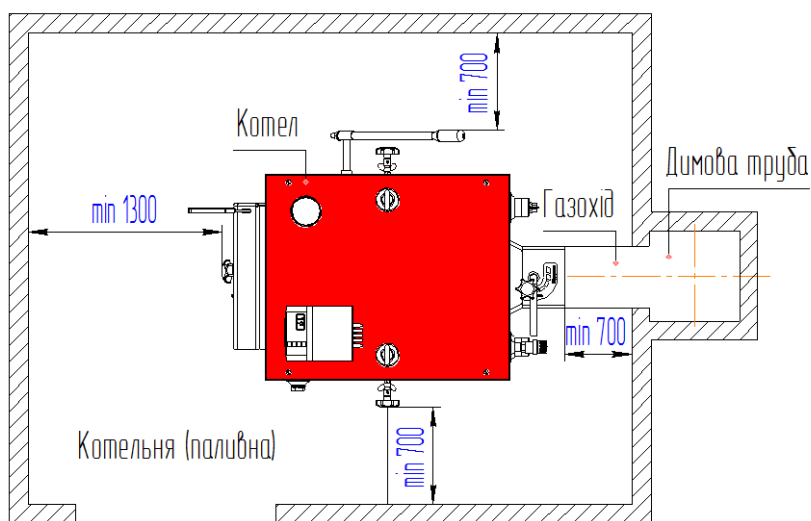 min 700
Котел
Димова труба
min 1300
Газохід
min 700
Котельня (паливна)
min 700